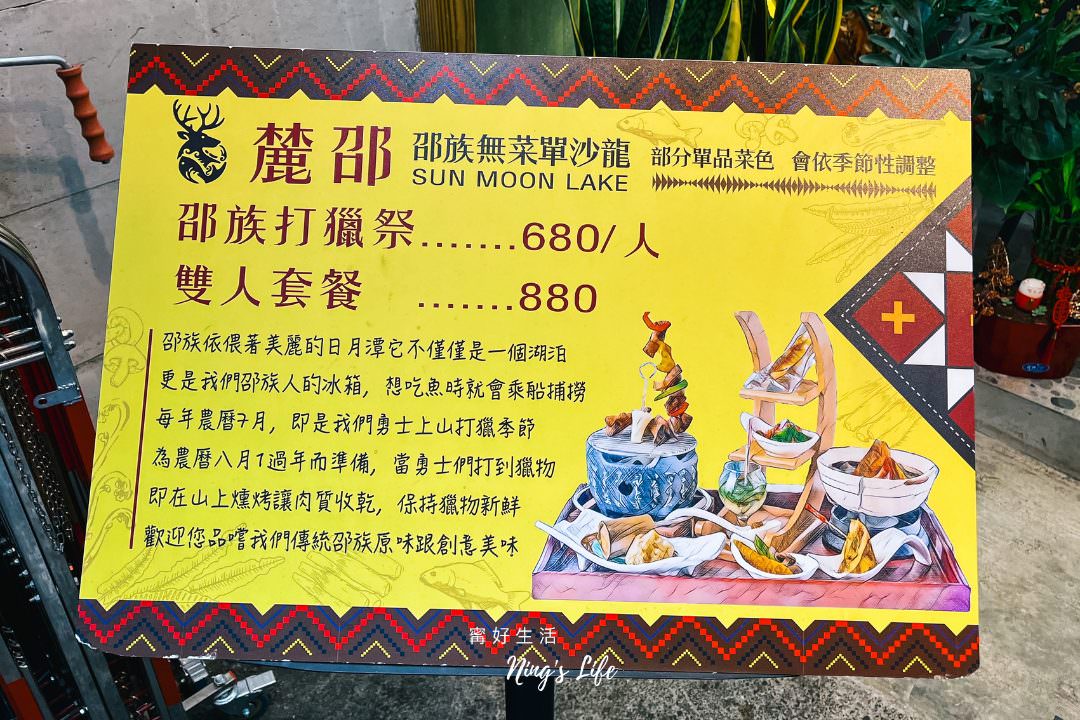 麓邵 邵族無菜單沙龍 部分單品菜色 會依季節性調整
SUN MOON LAKE
邵族打獵祭.......680/人
雙人套餐 .......880
邵族依偎著美麗的日月潭它不僅僅是一個湖泊
更是我們邵族人的冰箱，想吃魚時就會乘船捕撈
每年農曆7月，即是我們勇士上山打獵季節
為農曆八月1過年而準備，當勇士們打到獵物
即在山上燻烤讓肉質收乾，保持獵物新鮮
歡迎您品嚐我們傳統邵族原味跟創意美味
甯好生活
Ning's Life